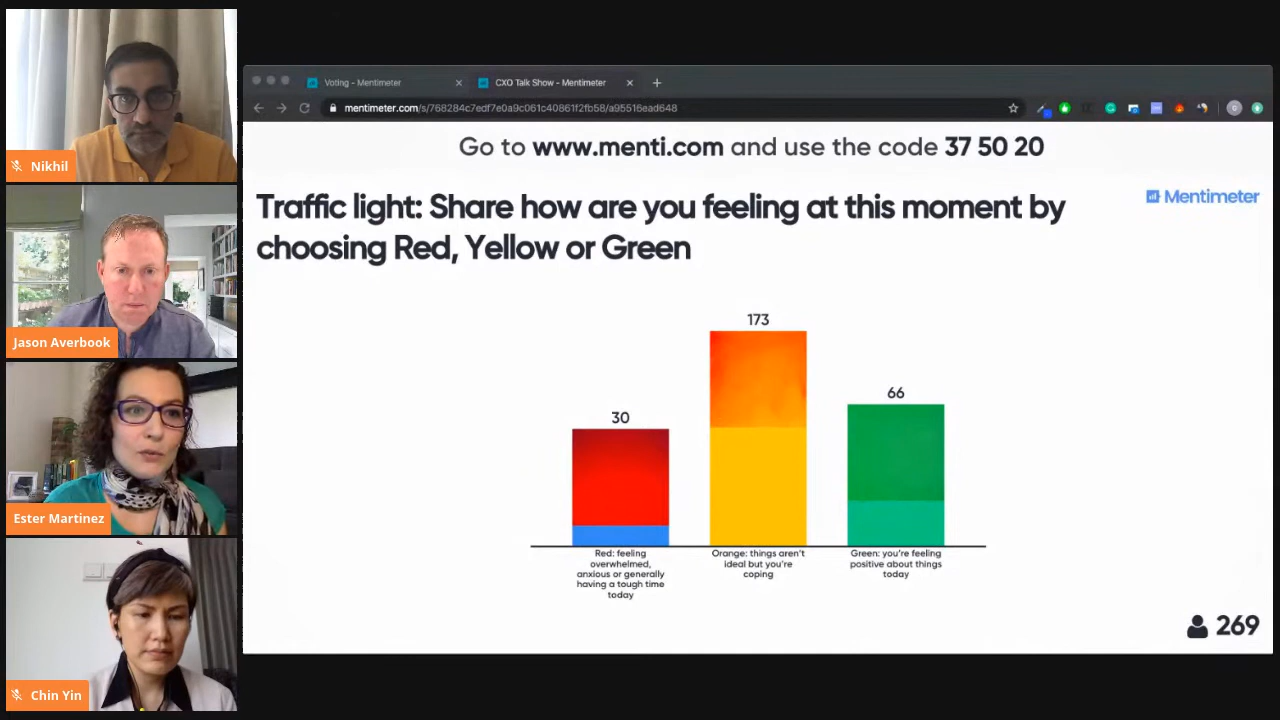 Nikhil
Jason Averbook
Ester Martinez
Chin Yin
Voting - Mentimeter
CXO Talk Show - Mentimeter
mentimeter.com/s/768284c7edf7e0a9c061c40861f2fb58/a95516ead648
Go to www.menti.com and use the code 37 50 20
Mentimeter
Traffic light: Share how are you feeling at this moment by
choosing Red, Yellow or Green
30
173
66
Red: feeling
overwhelmed,
anxious or generally
having a tough time
today
Orange: things aren't
ideal but you're
coping
Green: you're feeling
positive about things
today
269